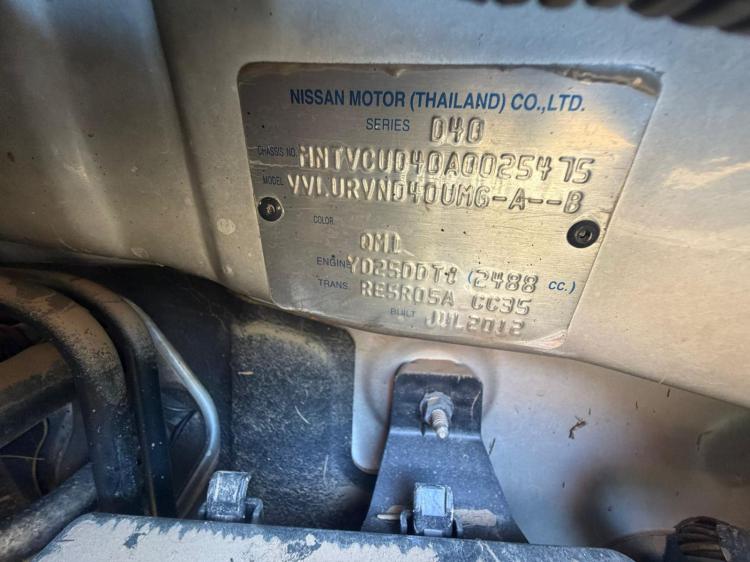 NISSAN MOTOR (THAILAND) CO.,LTD.
SERIES D40
CHASSIS NO. MNTVCUD40A0025475
MODEL VVLURVND40UMG-A--B
COLOR
QM1
ENGINE YD25DDTi (2488 cc.)
TRANS. RE5R05A CC35
BUILT JUL2012